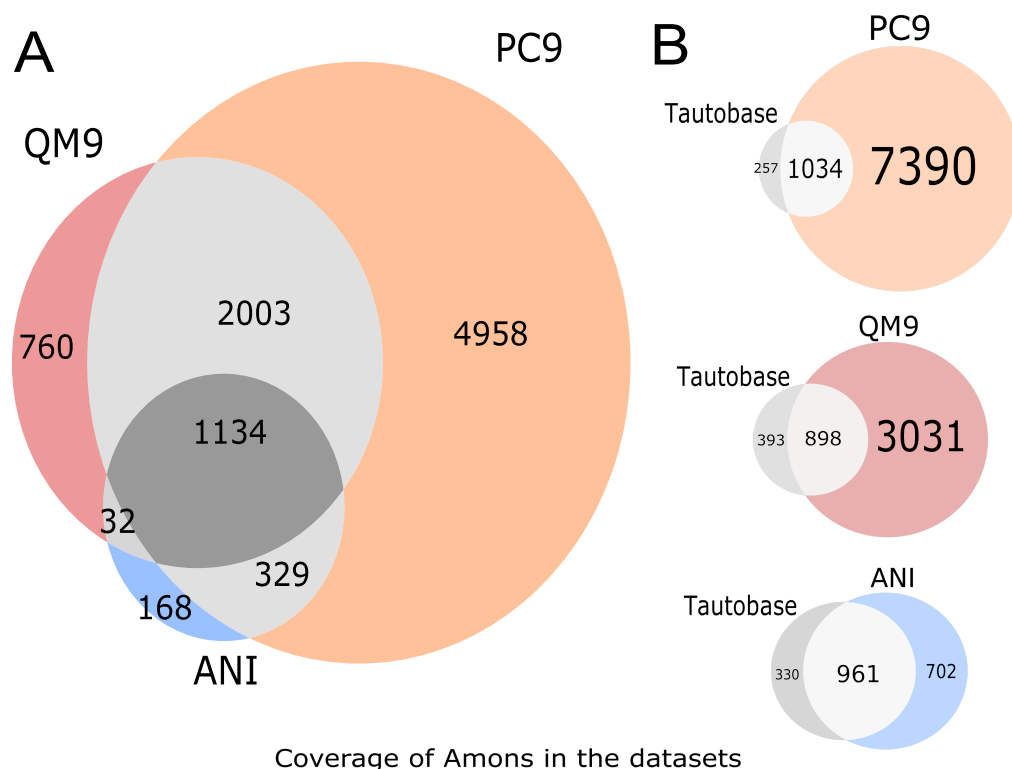 A
PC9
QM9
2003
4958
760
1134
32
329
168
ANI
B
PC9
Tautobase
257
1034
7390
QM9
Tautobase
393
898
3031
ANI
Tautobase
330
961
702
Coverage of Amons in the datasets